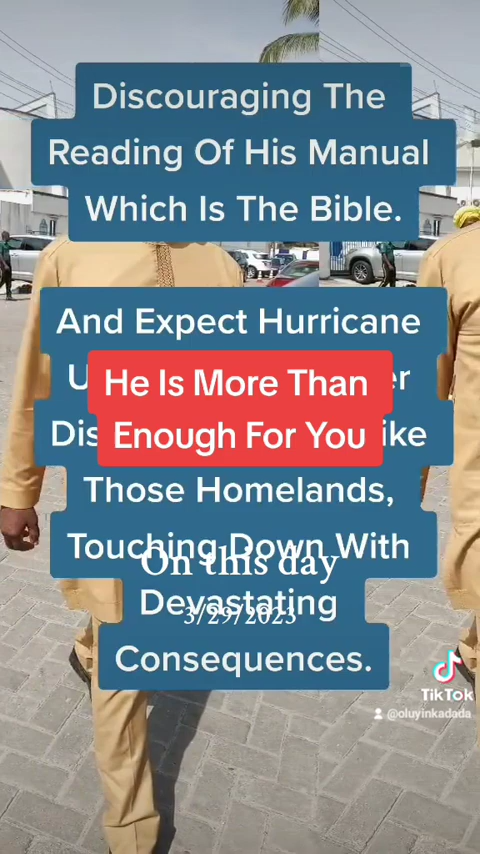 Discouraging The
Reading Of His Manual
Which Is The Bible.
And Expect Hurricane
He Is More Than
Enough For You
Those Homelands,
Touching Down With
On this day
Devastating
3/29/2023
Consequences.
TikTok
@oluyinkadada